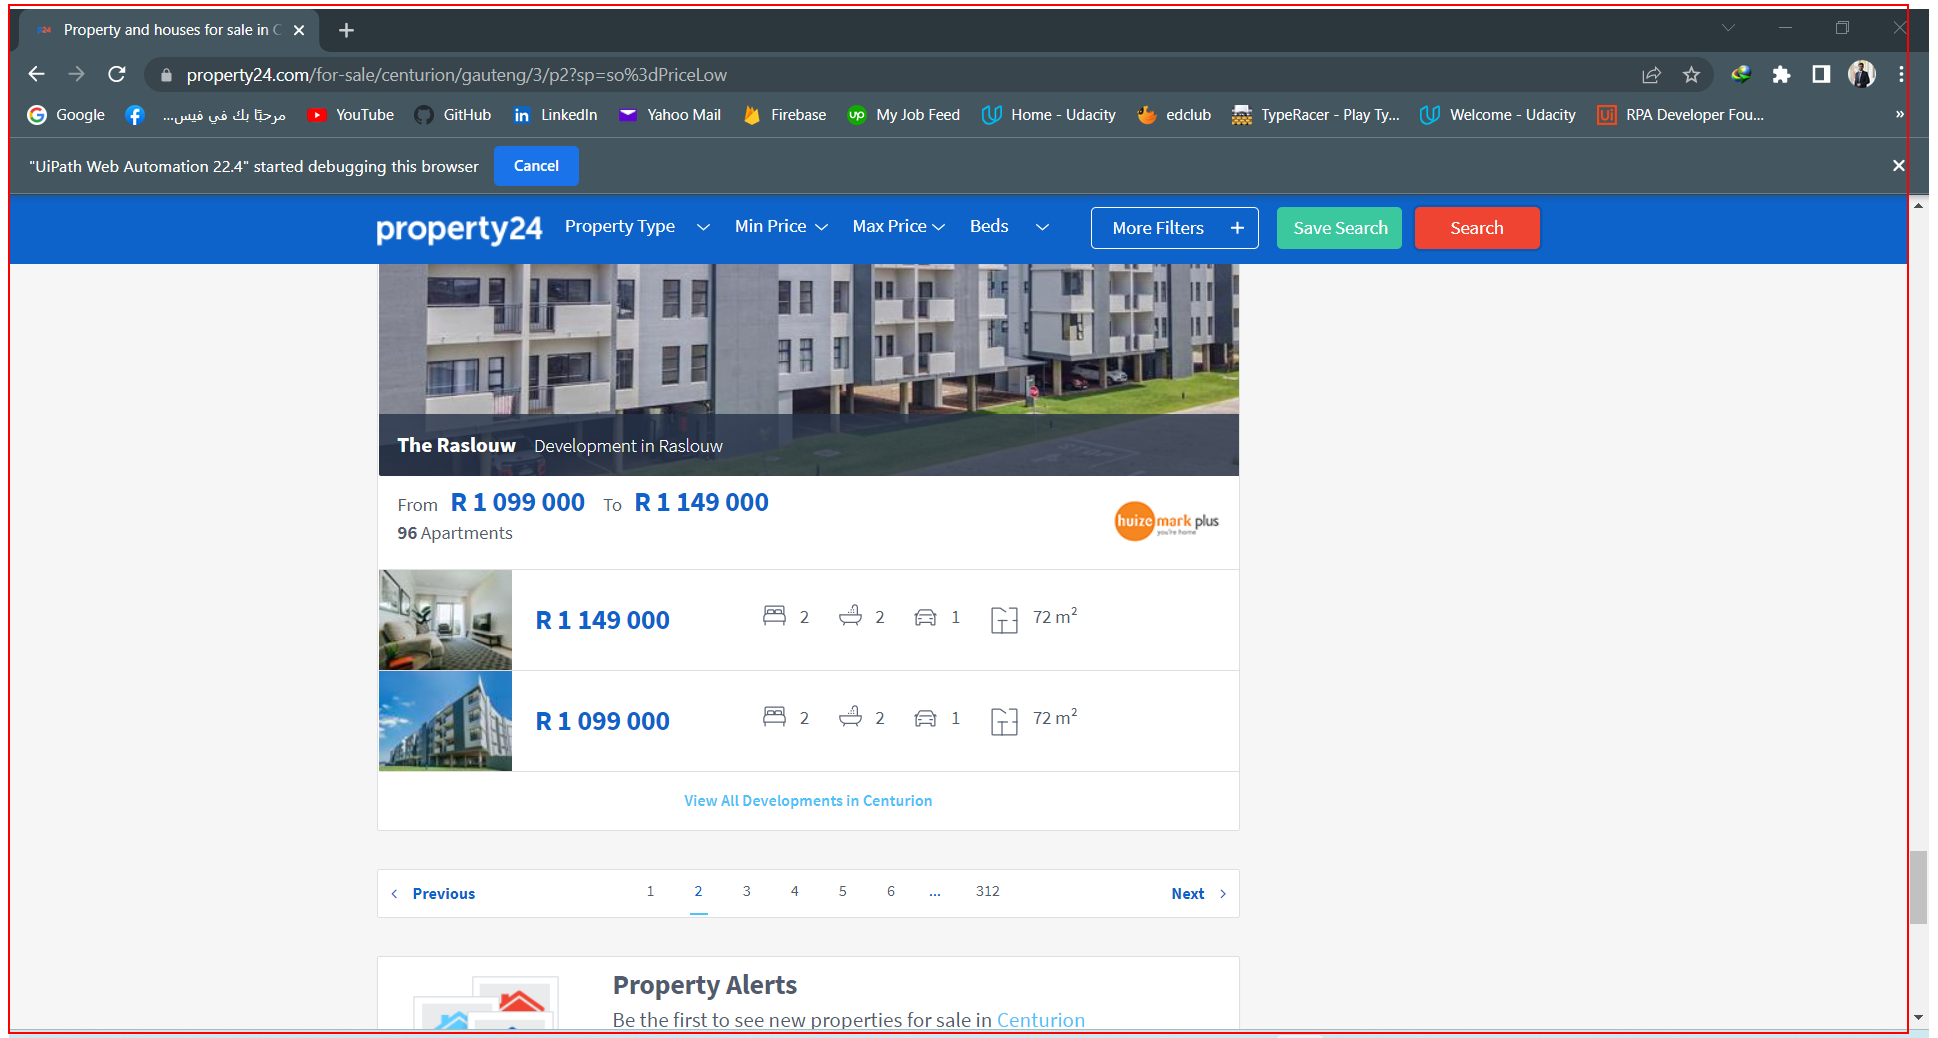 Property and houses for sale in C
property24.com/for-sale/centurion/gauteng/3/p2?sp=so%3dPriceLow
Google
مرحبًا بك في فيس...
YouTube
GitHub
LinkedIn
Yahoo Mail
Firebase
up My Job Feed
Home - Udacity
edclub
TypeRacer - Play Ty...
Welcome - Udacity
Ui RPA Developer Fou...
»
"UiPath Web Automation 22.4" started debugging this browser Cancel
property24 Property Type Min Price Max Price Beds More Filters + Save Search Search
The Raslouw Development in Raslouw
From R 1 099 000 To R 1 149 000
96 Apartments
huizemark plus
you're home
R 1 149 000 2 2 1 72 m²
R 1 099 000 2 2 1 72 m²
View All Developments in Centurion
Previous 1 2 3 4 5 6 ... 312 Next
Property Alerts
Be the first to see new properties for sale in Centurion